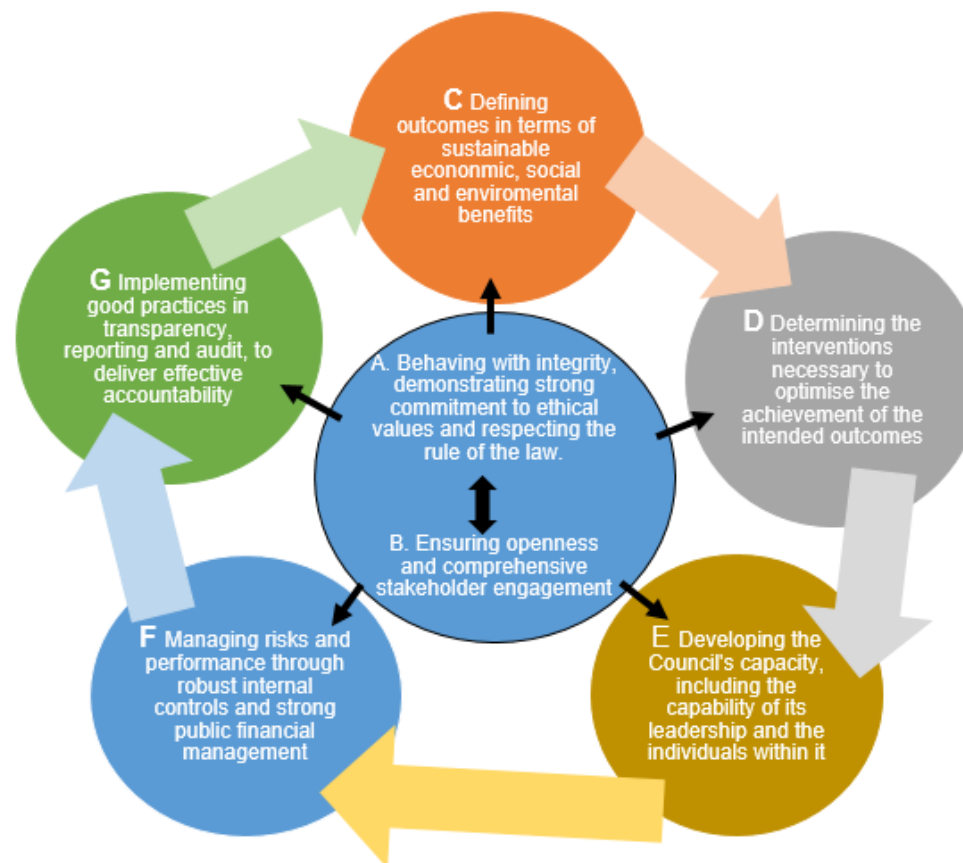 C Defining
outcomes in terms of
sustainable
econonmic, social
and enviromental
benefits
D Determining the
interventions
necessary to
optimise the
achievement of the
intended outcomes
E Developing the
Council's capacity,
including the
capability of its
leadership and the
individuals within it
F Managing risks and
performance through
robust internal
controls and strong
public financial
management
G Implementing
good practices in
transparency,
reporting and audit, to
deliver effective
accountability
A. Behaving with integrity,
demonstrating strong
commitment to ethical
values and respecting the
rule of the law.
B. Ensuring openness
and comprehensive
stakeholder engagement